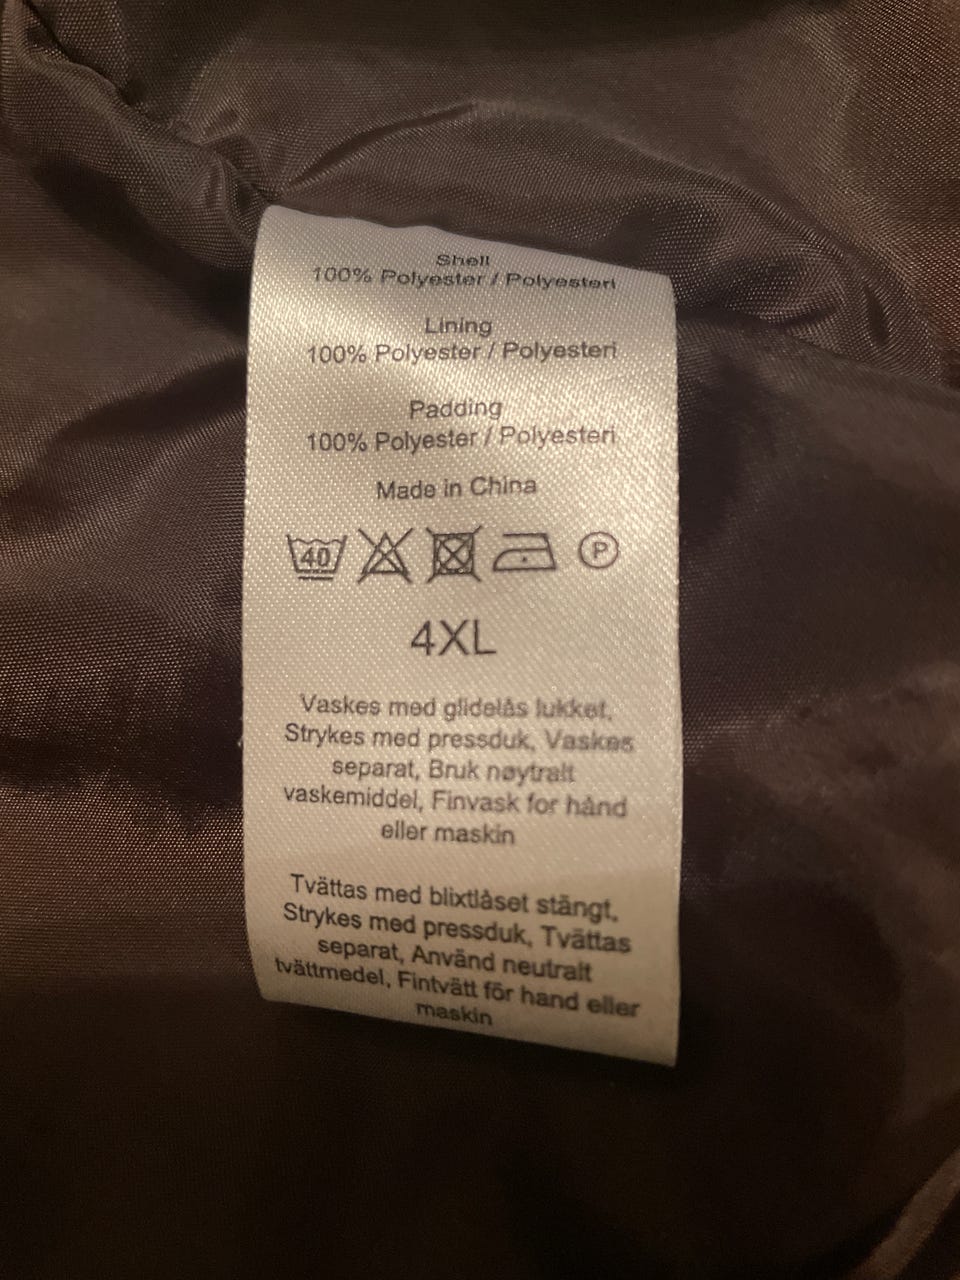 Shell
100% Polyester / Polyesteri
Lining
100% Polyester / Polyesteri
Padding
100% Polyester / Polyesteri
Made in China
40 P
4XL
Vaskes med glidelås lukket,
Strykes med pressduk, Vaskes
separat, Bruk nøytralt
vaskemiddel, Finvask for hånd
eller maskin
Tvättas med blixtlåset stängt,
Strykes med pressduk, Tvättas
separat, Använd neutralt
tvättmedel, Fintvätt för hand eller
maskin